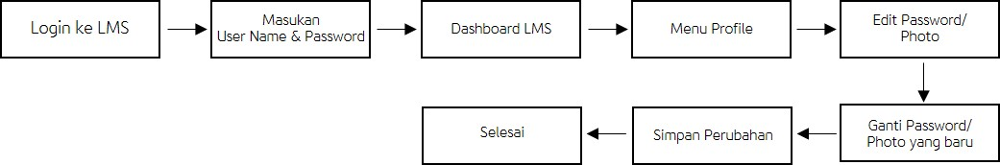 Login ke LMS
Masukan
User Name & Password
Dashboard LMS
Menu Profile
Edit Password/
Photo
Ganti Password/
Photo yang baru
Simpan Perubahan
Selesai